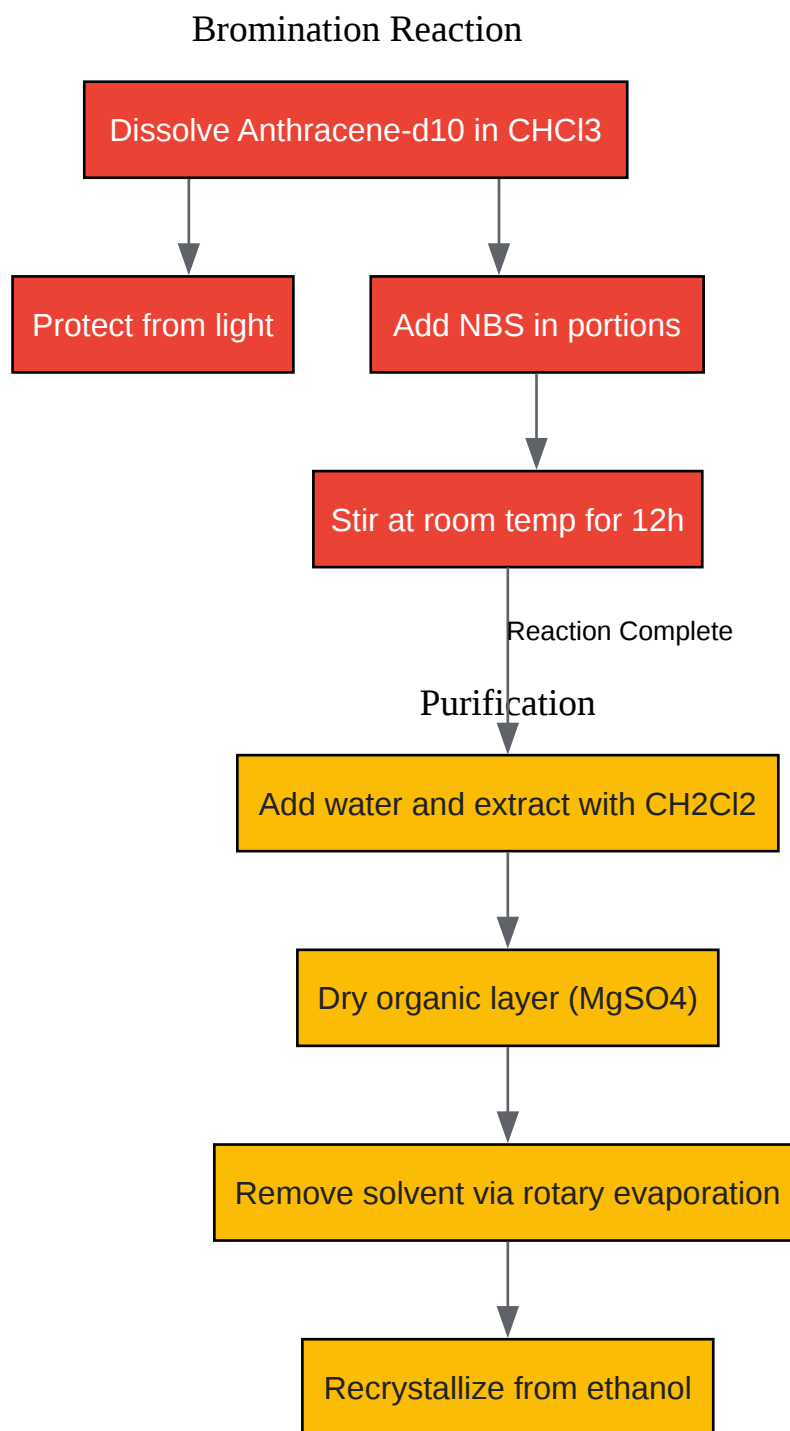 Bromination Reaction
Dissolve Anthracene-d10 in CHCl3
Protect from light
Add NBS in portions
Stir at room temp for 12h
Reaction Complete
Purification
Add water and extract with CH2Cl2
Dry organic layer (MgSO4)
Remove solvent via rotary evaporation
Recrystallize from ethanol